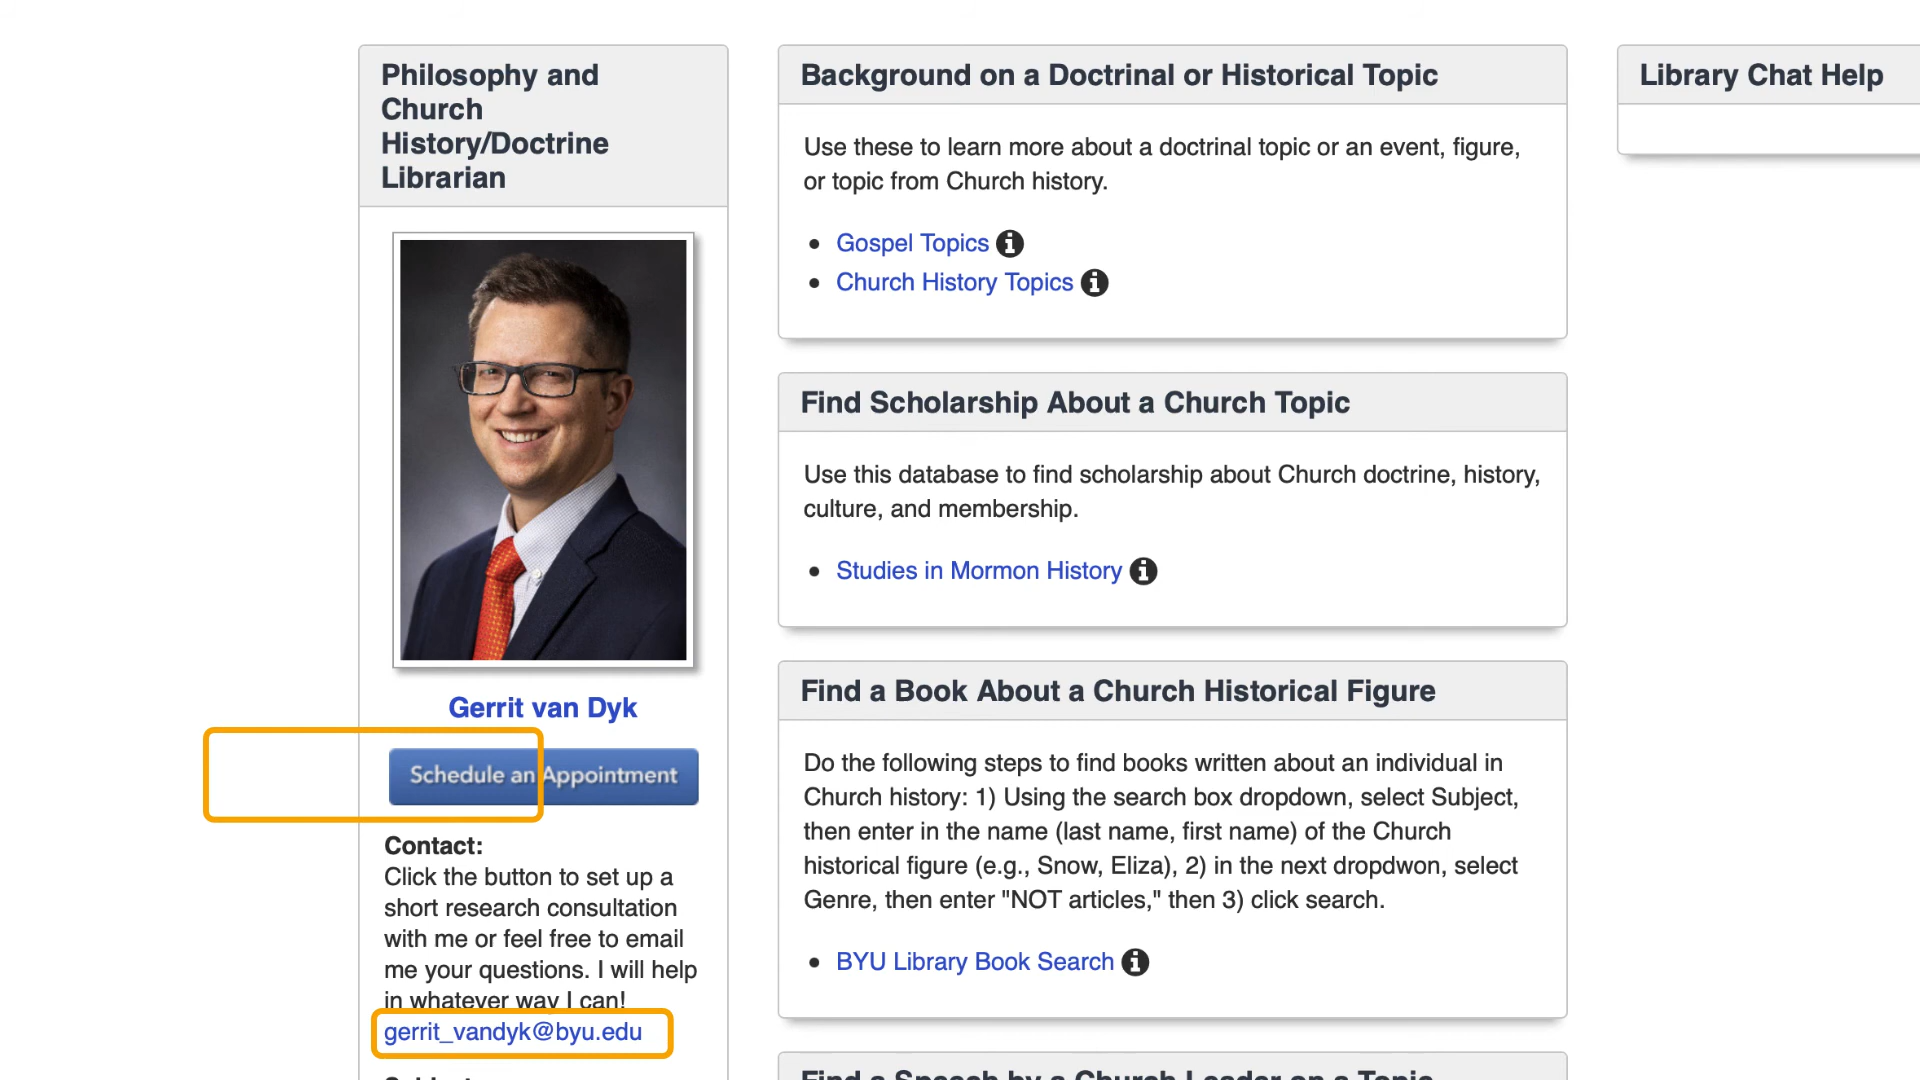 Philosophy and
Church
History/Doctrine
Librarian
Gerrit van Dyk
Schedule an Appointment
Contact:
Click the button to set up a
short research consultation
with me or feel free to email
me your questions. I will help
in whatever way I can!
gerrit_vandyk@byu.edu
Background on a Doctrinal or Historical Topic
Use these to learn more about a doctrinal topic or an event, figure,
or topic from Church history.
Gospel Topics
Church History Topics
Find Scholarship About a Church Topic
Use this database to find scholarship about Church doctrine, history,
culture, and membership.
Studies in Mormon History
Find a Book About a Church Historical Figure
Do the following steps to find books written about an individual in
Church history: 1) Using the search box dropdown, select Subject,
then enter in the name (last name, first name) of the Church
historical figure (e.g., Snow, Eliza), 2) in the next dropdwon, select
Genre, then enter "NOT articles," then 3) click search.
BYU Library Book Search
Find a Speech by a Church Leader on a Topic
Library Chat Help